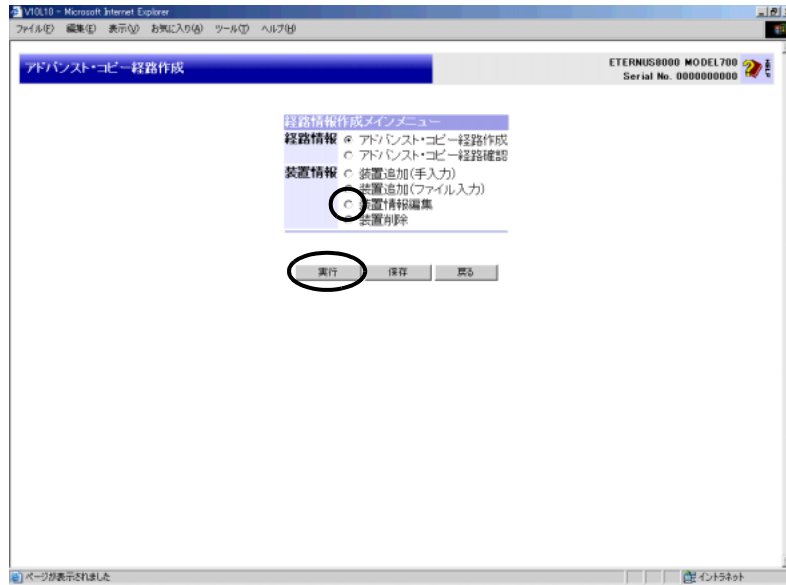 V10L10 - Microsoft Internet Explorer
ファイル(F) 編集(E) 表示(V) お気に入り(A) ツール(T) ヘルプ(H)
アドバンスト・コピー経路作成
ETERNUS8000 MODEL700
Serial No. 0000000000
HELP
経路情報作成メインメニュー
経路情報 アドバンスト・コピー経路作成
アドバンスト・コピー経路確認
装置情報 装置追加(手入力)
装置追加(ファイル入力)
装置情報編集
装置削除
実行 保存 戻る
ページが表示されました イントラネット